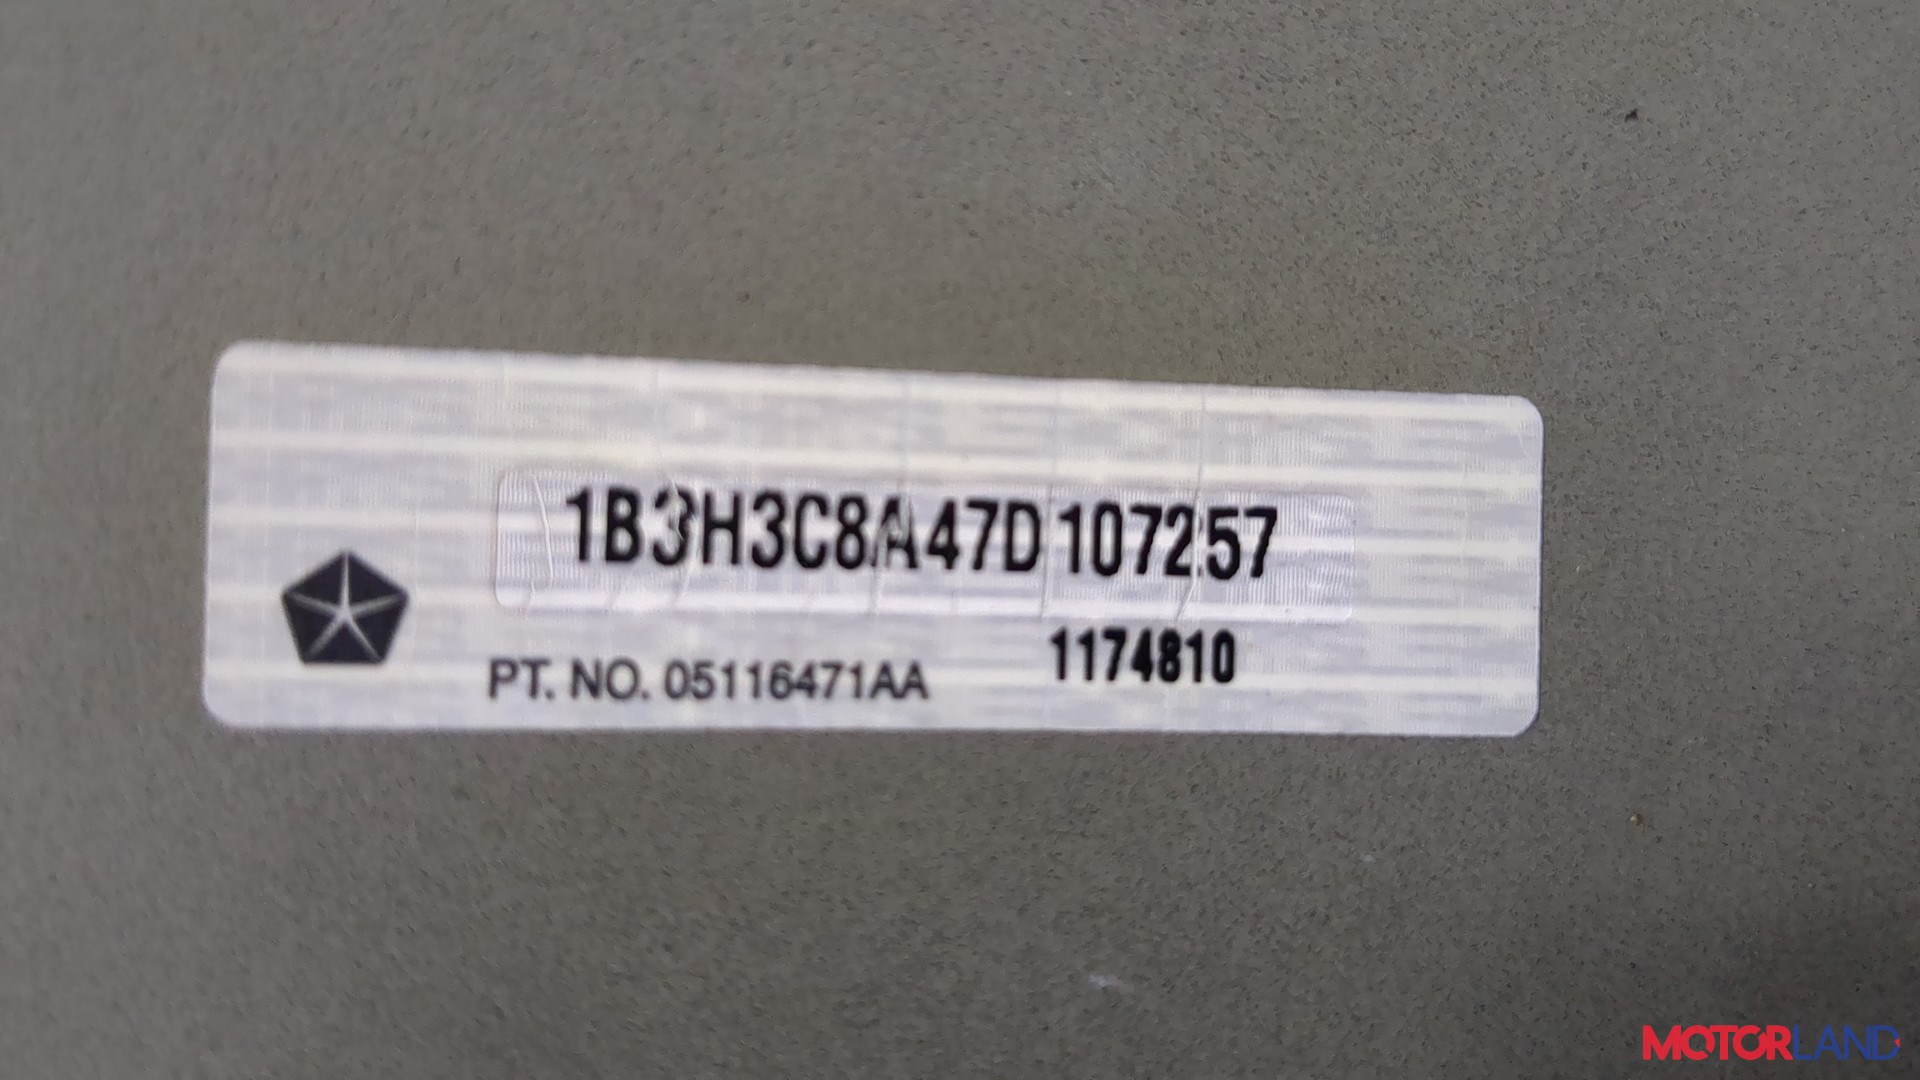 1B3H3C8A47D107257
1174810
PT. NO. 05116471AA
MOTORLAND